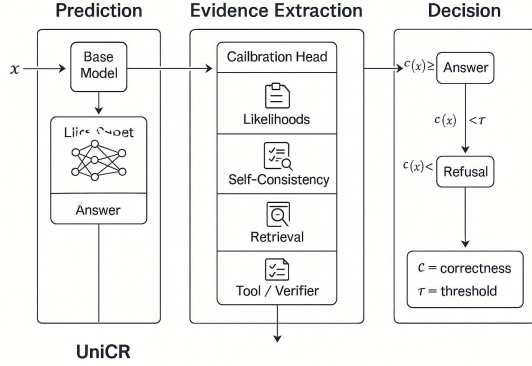 Prediction
x
Base
Model
Answer
UniCR
Evidence Extraction
Cailbration Head
Likelihoods
Self-Consistency
Retrieval
Tool / Verifier
Decision
c(x)≥
Answer
c(x) <τ
c(x)<
Refusal
c = correctness
τ = threshold